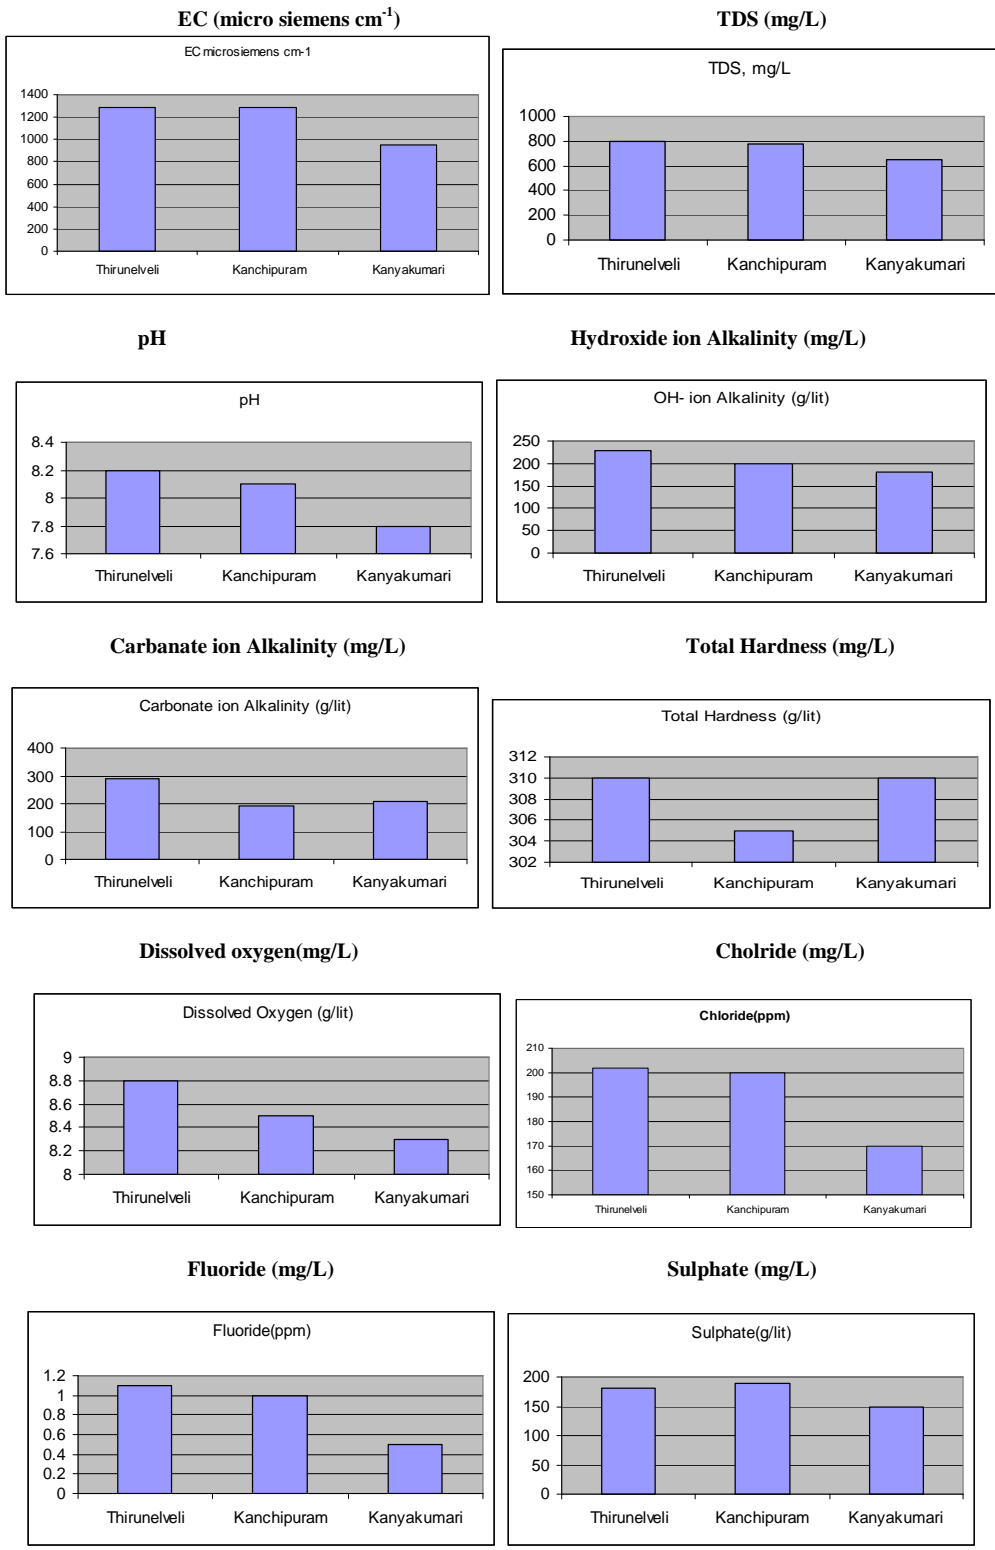 EC (micro siemens cm-1)
TDS (mg/L)
EC microsiemens cm-1
1400
1200
1000
800
600
400
200
0
Thirunelveli Kanchipuram Kanyakumari
TDS, mg/L
1000
800
600
400
200
0
Thirunelveli Kanchipuram Kanyakumari
pH
Hydroxide ion Alkalinity (mg/L)
pH
8.4
8.2
8
7.8
7.6
Thirunelveli Kanchipuram Kanyakumari
OH- ion Alkalinity (g/lit)
250
200
150
100
50
0
Thirunelveli Kanchipuram Kanyakumari
Carbanate ion Alkalinity (mg/L)
Total Hardness (mg/L)
Carbonate ion Alkalinity (g/lit)
400
300
200
100
0
Thirunelveli Kanchipuram Kanyakumari
Total Hardness (g/lit)
312
310
308
306
304
302
Thirunelveli Kanchipuram Kanyakumari
Dissolved oxygen(mg/L)
Cholride (mg/L)
Dissolved Oxygen (g/lit)
9
8.8
8.6
8.4
8.2
8
Thirunelveli Kanchipuram Kanyakumari
Chloride(ppm)
210
200
190
180
170
160
150
Thirunelveli Kanchipuram Kanyakumari
Fluoride (mg/L)
Sulphate (mg/L)
Fluoride(ppm)
1.2
1
0.8
0.6
0.4
0.2
0
Thirunelveli Kanchipuram Kanyakumari
Sulphate(g/lit)
200
150
100
50
0
Thirunelveli Kanchipuram Kanyakumari